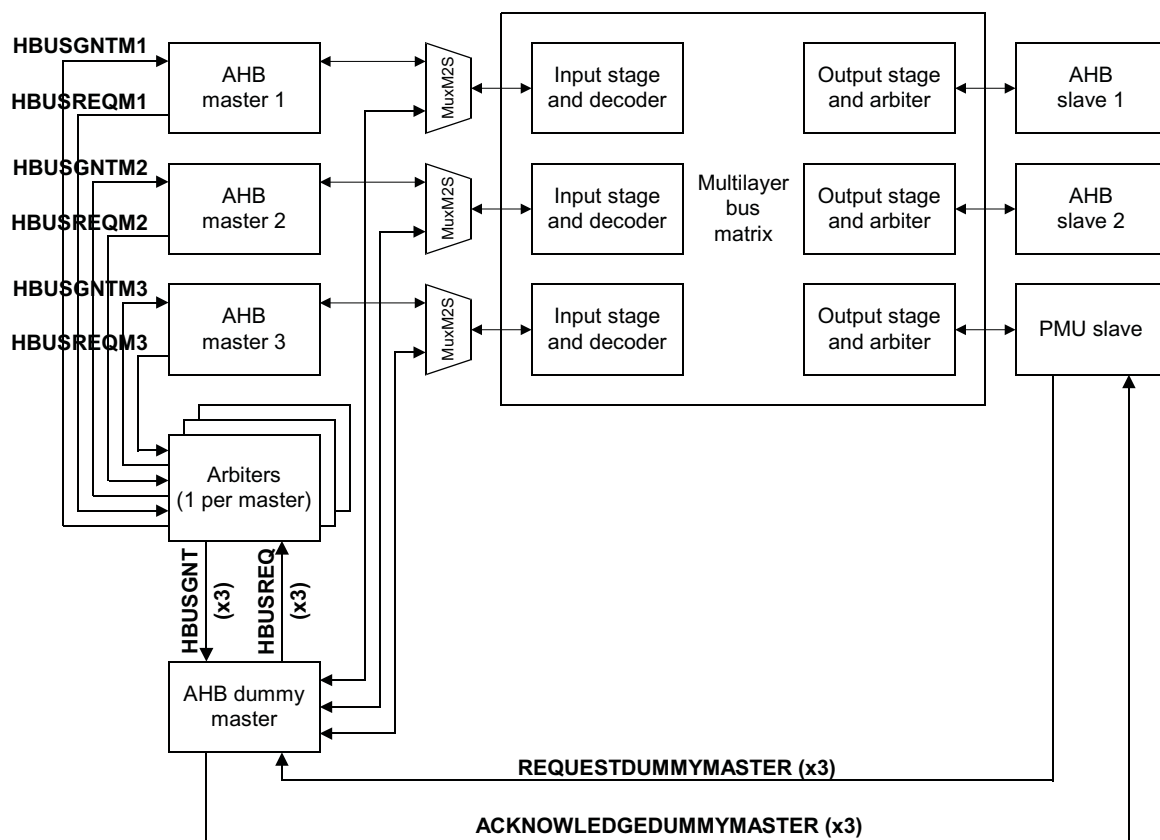 HBUSGNTM1
HBUSREQM1
AHB
master 1
MuxM2S
Input stage
and decoder
Output stage
and arbiter
AHB
slave 1
HBUSGNTM2
HBUSREQM2
AHB
master 2
MuxM2S
Input stage
and decoder
Multilayer
bus
matrix
Output stage
and arbiter
AHB
slave 2
HBUSGNTM3
HBUSREQM3
AHB
master 3
MuxM2S
Input stage
and decoder
Output stage
and arbiter
PMU slave
Arbiters
(1 per master)
HBUSGNT
(x3)
HBUSREQ
(x3)
AHB dummy
master
REQUESTDUMMYMASTER (x3)
ACKNOWLEDGEDUMMYMASTER (x3)